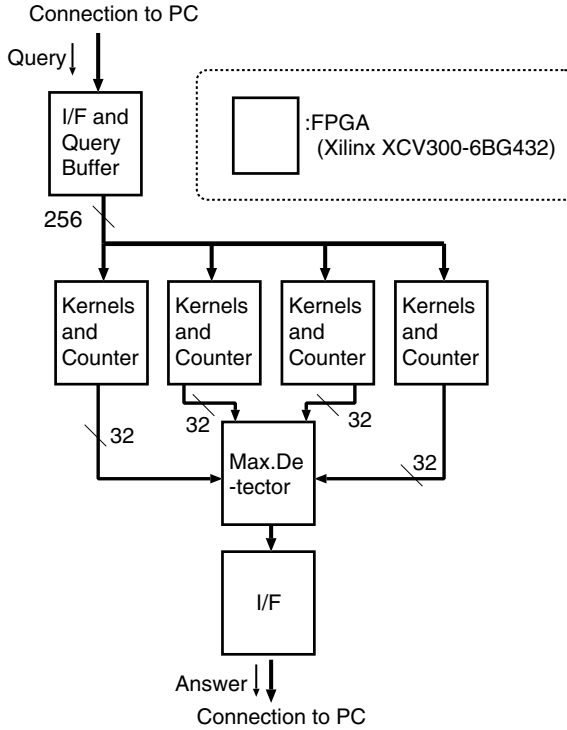 Connection to PC
Query
I/F and
Query
Buffer
:FPGA
(Xilinx XCV300-6BG432)
256
Kernels
and
Counter
Kernels
and
Counter
Kernels
and
Counter
Kernels
and
Counter
32
32
32
32
Max.De
-tector
I/F
Answer
Connection to PC